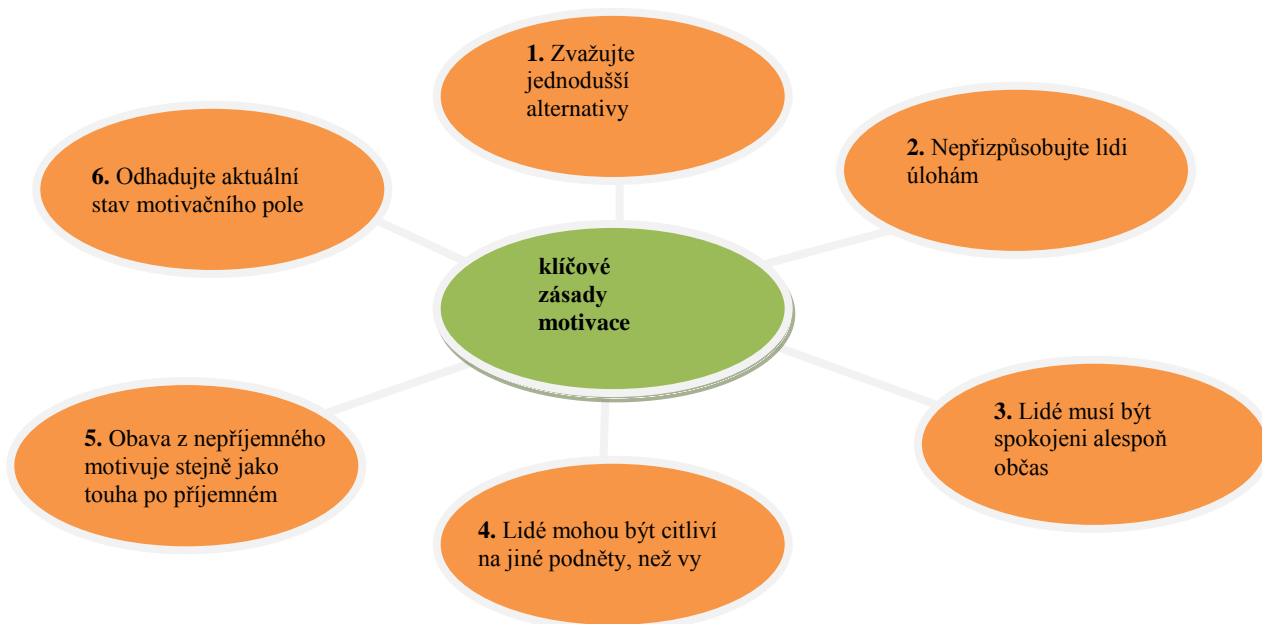 1. Zvažujte
jednodušší
alternativy
2. Nepřizpůsobujte lidi
úlohám
6. Odhadujte aktuální
stav motivačního pole
klíčové
zásady
motivace
3. Lidé musí být
spokojeni alespoň
občas
5. Obava z nepříjemného
motivuje stejně jako
touha po příjemném
4. Lidé mohou být citliví
na jiné podněty, než vy